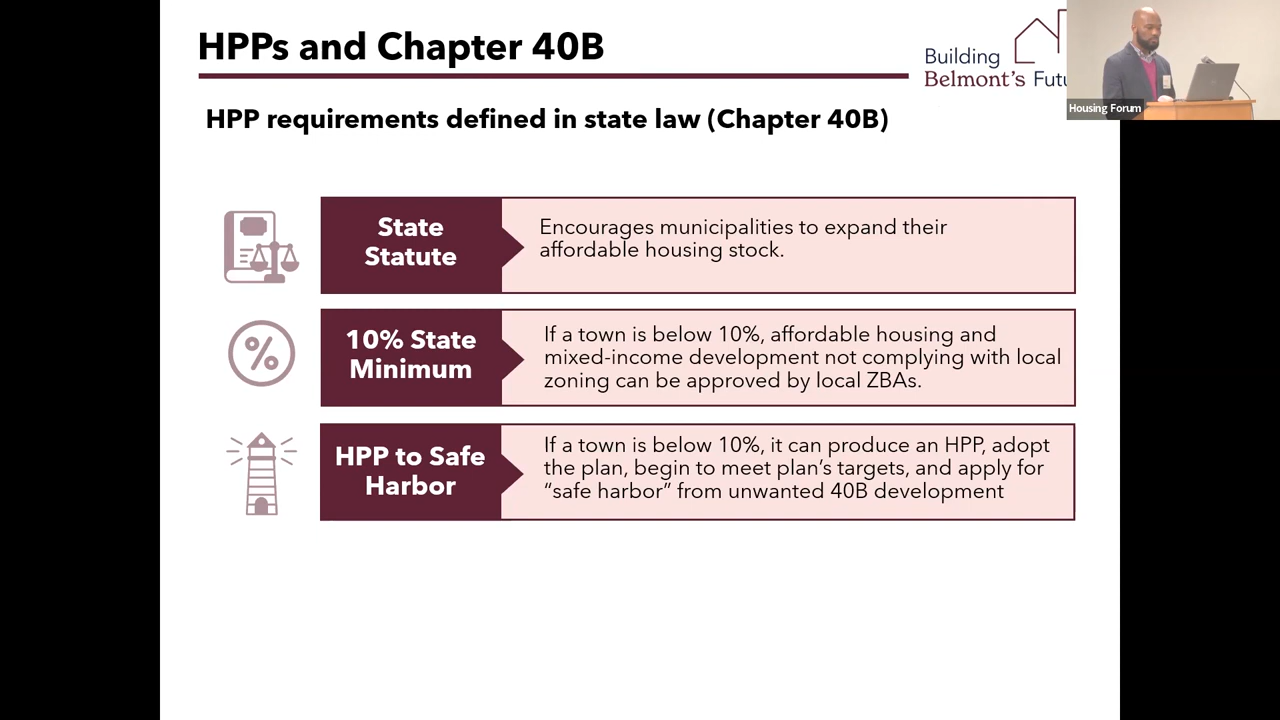 HPPs and Chapter 40B
Building
Belmont's Futu
Housing Forum
HPP requirements defined in state law (Chapter 40B)
State
Statute
Encourages municipalities to expand their
affordable housing stock.
%
10% State
Minimum
If a town is below 10%, affordable housing and
mixed-income development not complying with local
zoning can be approved by local ZBAs.
HPP to Safe
Harbor
If a town is below 10%, it can produce an HPP, adopt
the plan, begin to meet plan's targets, and apply for
“safe harbor” from unwanted 40B development